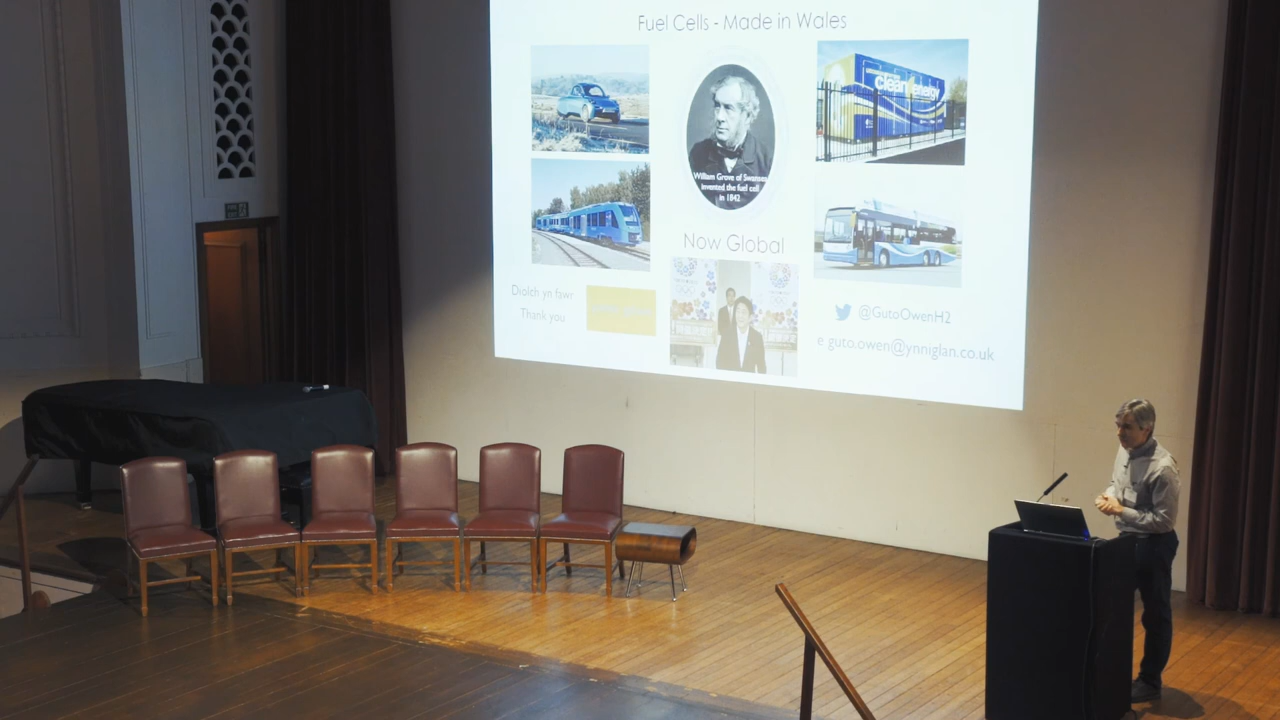 Fuel Cells - Made in Wales
clean energy
William Grove of Swansea
invented the fuel cell
in 1842
Now Global
Diolch yn fawr
Thank you
@GutoOwenH2
e guto.owen@ynniglan.co.uk